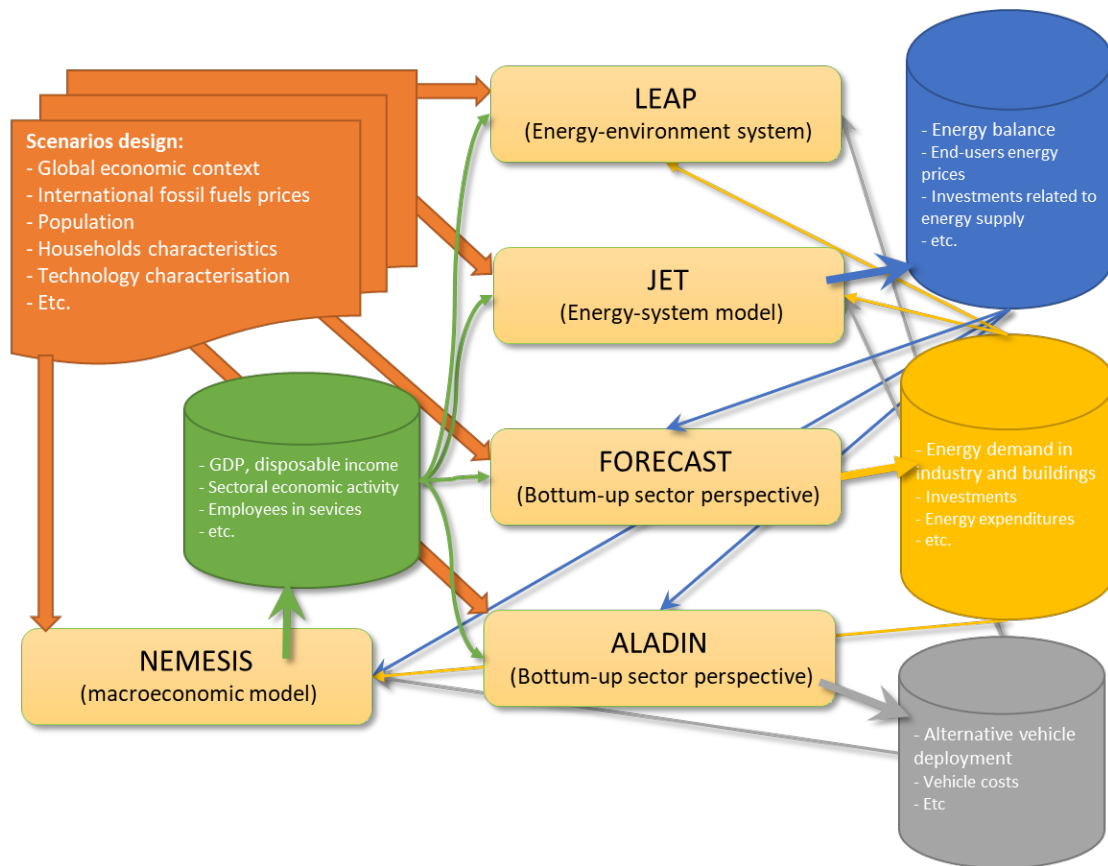 Scenarios design:
- Global economic context
- International fossil fuels prices
- Population
- Households characteristics
- Technology characterisation
- Etc.
LEAP
(Energy-environment system)
- Energy balance
- End-users energy
prices
- Investments related to
energy supply
- etc.
JET
(Energy-system model)
- GDP, disposable income
- Sectoral economic activity
- Employees in sevices
- etc.
FORECAST
(Bottum-up sector perspective)
- Energy demand in
industry and buildings
- Investments
- Energy expenditures
- etc.
NEMESIS
(macroeconomic model)
ALADIN
(Bottum-up sector perspective)
- Alternative vehicle
deployment
- Vehicle costs
- Etc